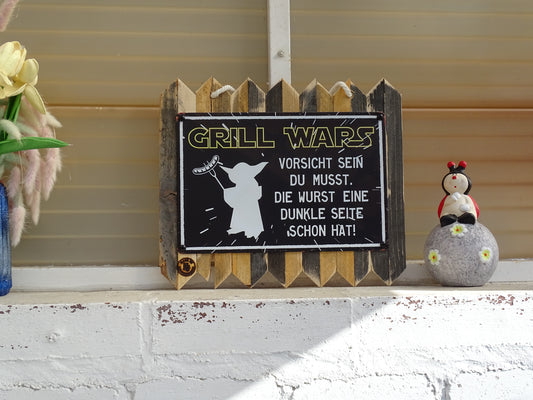 GRILL WARS
VORSICHT SEIN
DU MUSST.
DIE WURST EINE
DUNKLE SEITE
SCHON HAT!